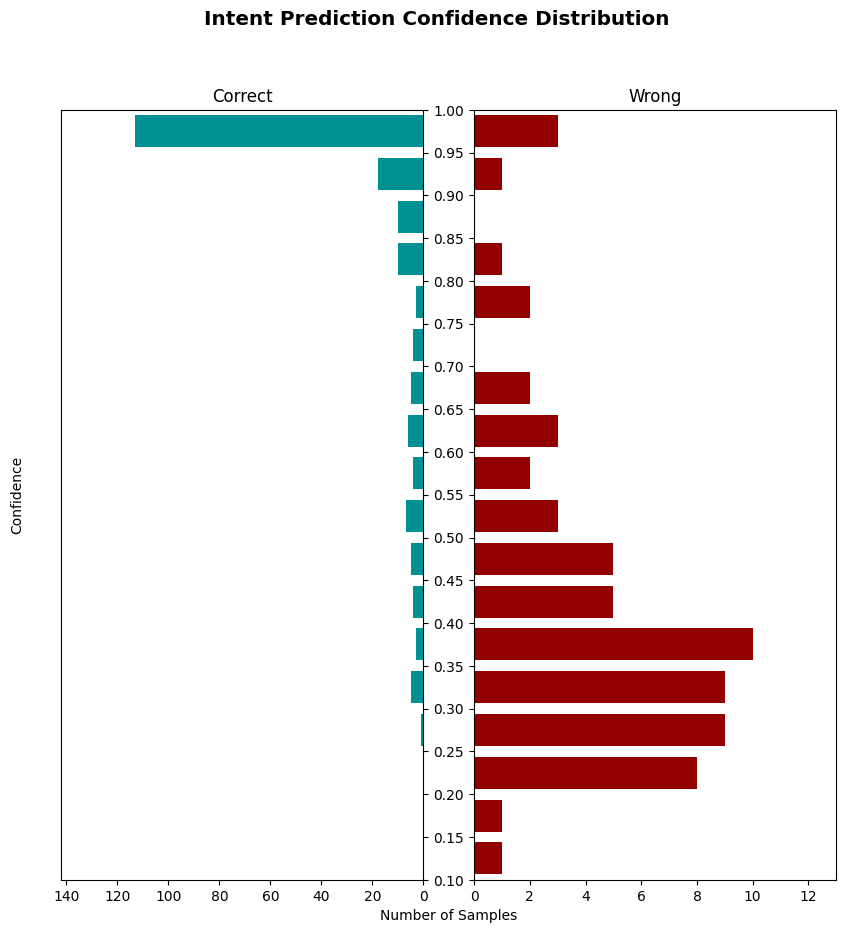 Intent Prediction Confidence Distribution
Correct
Wrong
1.00
0.95
0.90
0.85
0.80
0.75
0.70
0.65
0.60
0.55
0.50
0.45
0.40
0.35
0.30
0.25
0.20
0.15
0.10
Confidence
140 120 100 80 60 40 20 0
0 2 4 6 8 10 12
Number of Samples